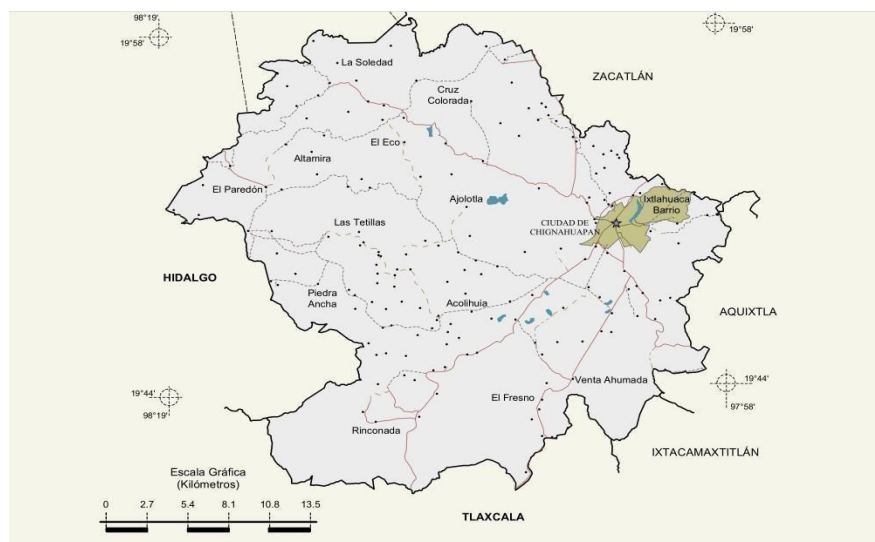 98°19'
19°58'
19°58'
La Soledad
ZACATLÁN
Cruz
Colorada
El Eco
Altamira
El Paredón
Ajolotla
Ixtlahuaca
Barrio
Las Tetillas
CIUDAD DE
CHIGNAHUAPAN
HIDALGO
Piedra
Ancha
Acolihuia
AQUIXTLA
Venta Ahumada
19°44'
19°44'
El Fresno
98°19'
97°58'
Rinconada
IXTACAMAXTITLÁN
Escala Gráfica
(Kilómetros)
0 2.7 5.4 8.1 10.8 13.5
TLAXCALA